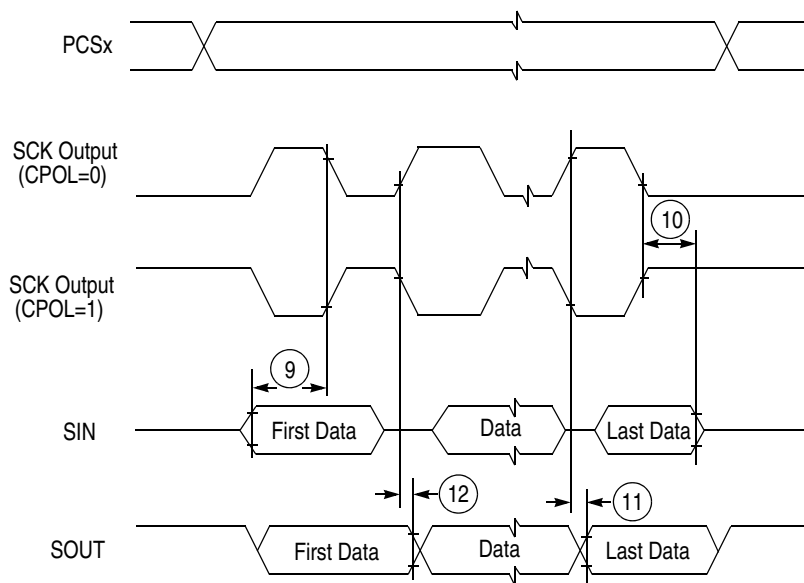 PCSx
SCK Output
(CPOL=0)
10
SCK Output
(CPOL=1)
9
SIN
First Data
Data
Last Data
12
11
SOUT
First Data
Data
Last Data